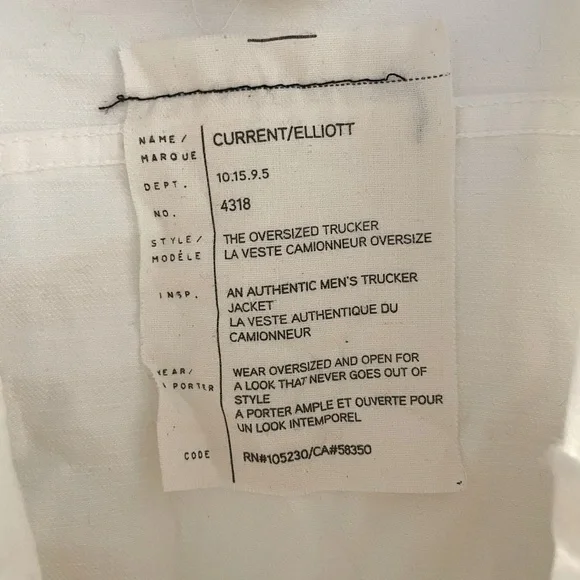 NAME/ CURRENT/ELLIOTT
MARQUE
DEPT. 10.15.9.5
NO. 4318
STYLE/ THE OVERSIZED TRUCKER
MODÈLE LA VESTE CAMIONNEUR OVERSIZE
INSP. AN AUTHENTIC MEN'S TRUCKER
JACKET
LA VESTE AUTHENTIQUE DU
CAMIONNEUR
WEAR/ WEAR OVERSIZED AND OPEN FOR
A PORTER A LOOK THAT NEVER GOES OUT OF
STYLE
A PORTER AMPLE ET OUVERTE POUR
UN LOOK INTEMPOREL
CODE RN#105230/CA#58350